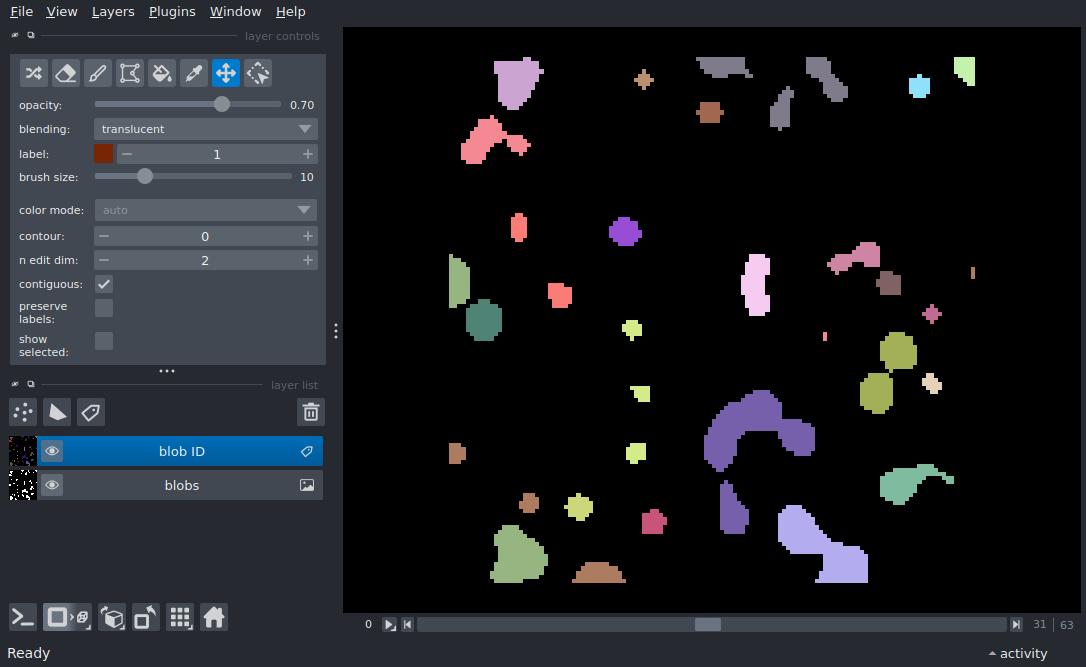 File View Layers Plugins Window Help
layer controls
opacity: 0.70
blending: translucent
label: 1
brush size: 10
color mode: auto
contour: 0
n edit dim: 2
contiguous:
preserve
labels:
show
selected:
layer list
blob ID
blobs
0 31 | 63
Ready activity